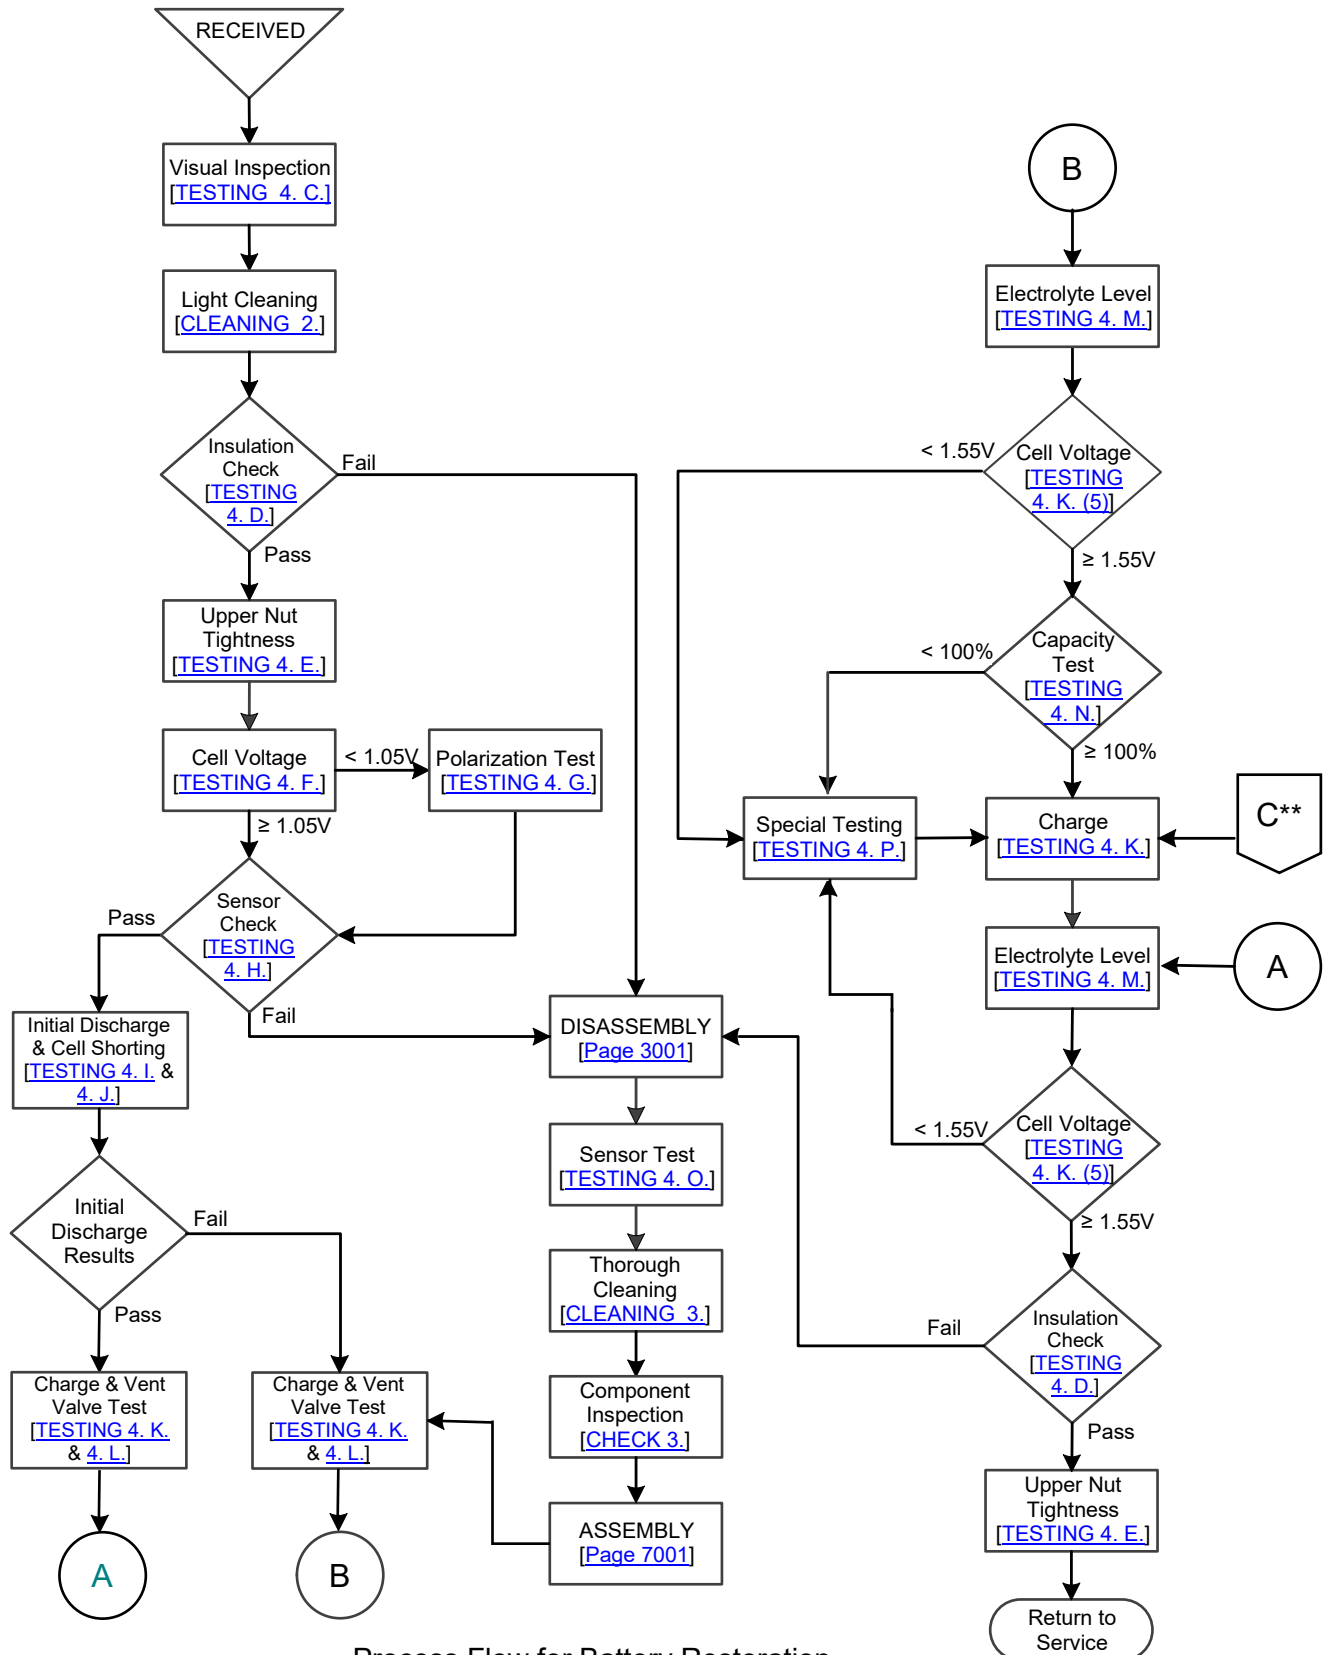 RECEIVED
Visual Inspection
[TESTING  4. C.]
Light Cleaning
[CLEANING  2.]
Insulation
Check
[TESTING
4. D.]
Fail
Pass
Upper Nut
Tightness
[TESTING 4. E.]
Cell Voltage
[TESTING 4. F.]
< 1.05V
Polarization Test
[TESTING 4. G.]
≥ 1.05V
Sensor
Check
[TESTING
4. H.]
Pass
Fail
Initial Discharge
& Cell Shorting
[TESTING 4. I. &
4. J.]
Initial
Discharge
Results
Fail
Pass
Charge & Vent
Valve Test
[TESTING 4. K.
& 4. L.]
A
Charge & Vent
Valve Test
[TESTING 4. K.
& 4. L.]
B
DISASSEMBLY
[Page 3001]
Sensor Test
[TESTING 4. O.]
Thorough
Cleaning
[CLEANING  3.]
Component
Inspection
[CHECK 3.]
ASSEMBLY
[Page 7001]
B
Electrolyte Level
[TESTING 4. M.]
Cell Voltage
[TESTING
4. K. (5)]
< 1.55V
≥ 1.55V
Capacity
Test
[TESTING
4. N.]
< 100%
≥ 100%
Special Testing
[TESTING 4. P.]
Charge
[TESTING 4. K.]
C**
Electrolyte Level
[TESTING 4. M.]
A
Cell Voltage
[TESTING
4. K. (5)]
< 1.55V
≥ 1.55V
Insulation
Check
[TESTING
4. D.]
Fail
Pass
Upper Nut
Tightness
[TESTING 4. E.]
Return to
Service
Process Flow for Battery Restoration